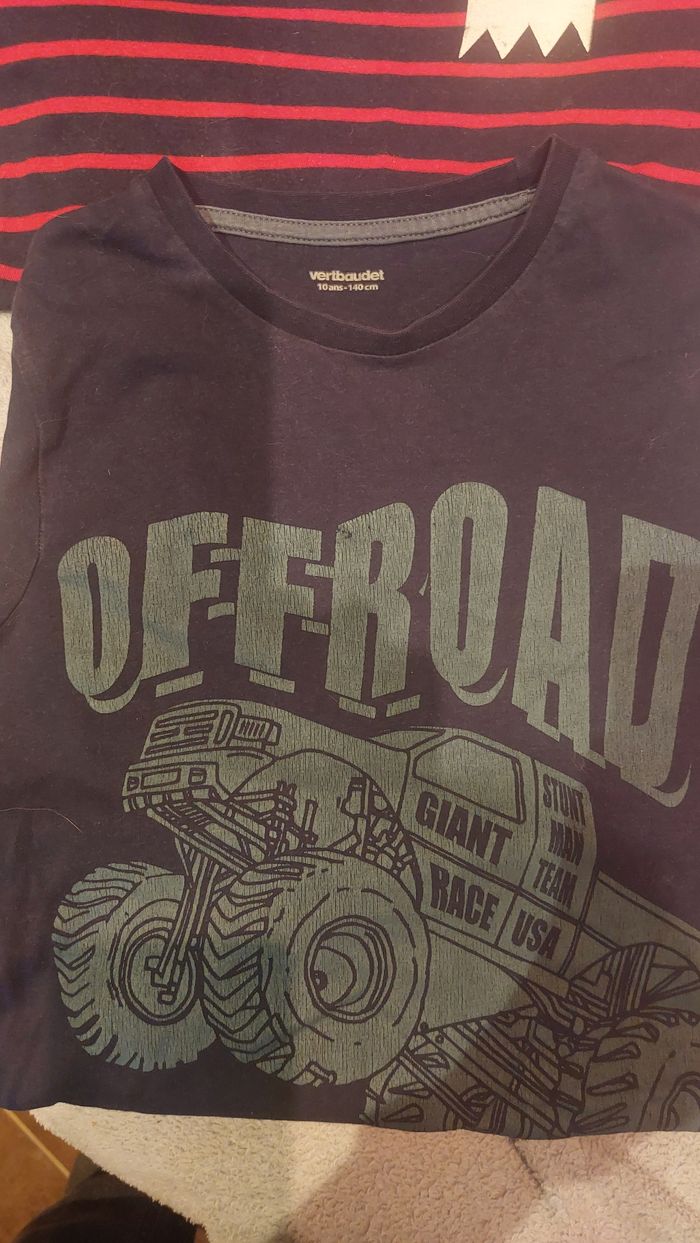 vertbaudet
10 ans - 140 cm
OFFROAD
GIANT
RACE
STUNT
MAN
TEAM
USA